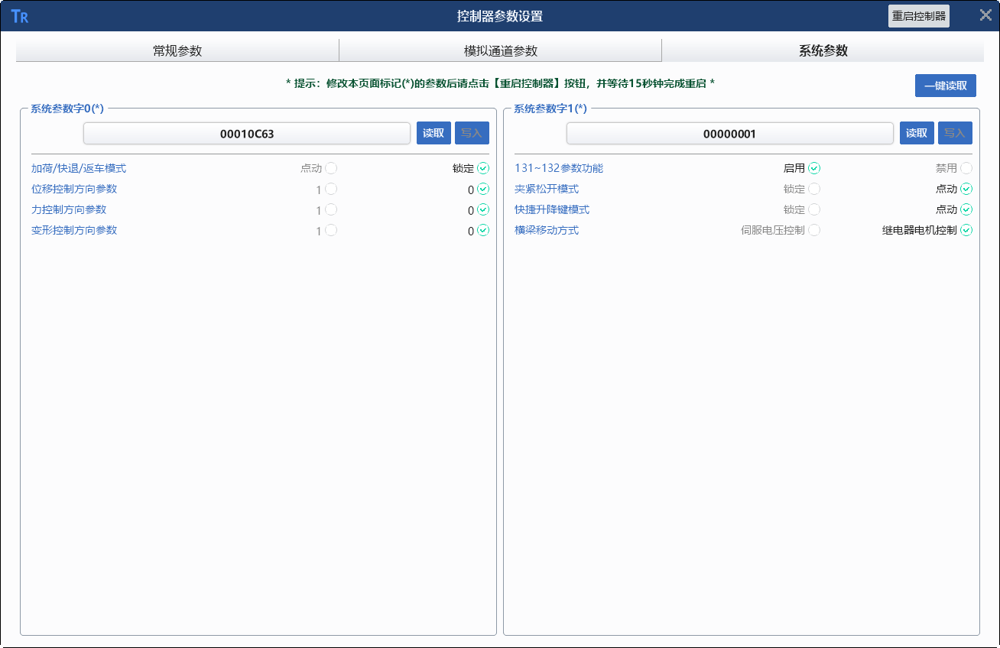 TR 控制器参数设置 重启控制器
常规参数 模拟通道参数 系统参数
* 提示：修改本页面标记(*)的参数后请点击【重启控制器】按钮，并等待15秒钟完成重启 *
一键读取
系统参数字0(*)
00010C63 读取 写入
加荷/快退/返车模式 点动 锁定
位移控制方向参数 1 0
力控制方向参数 1 0
变形控制方向参数 1 0
系统参数字1(*)
00000001 读取 写入
131~132参数功能 启用 禁用
夹紧松开模式 锁定 点动
快捷升降键模式 锁定 点动
横梁移动方式 伺服电压控制 继电器电机控制